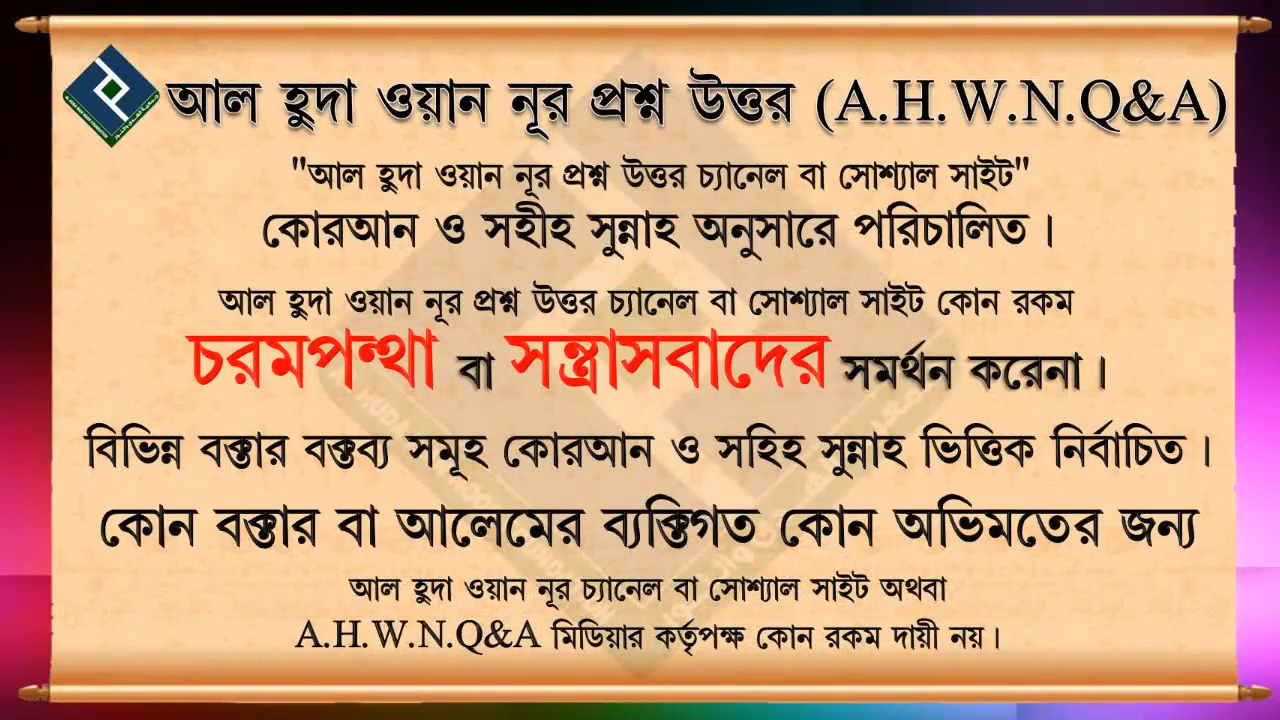 আল হুদা ওয়ান নূর প্রশ্ন উত্তর (A.H.W.N.Q&A)
"আল হুদা ওয়ান নূর প্রশ্ন উত্তর চ্যানেল বা সোশ্যাল সাইট"
কোরআন ও সহীহ সুন্নাহ অনুসারে পরিচালিত।
আল হুদা ওয়ান নূর প্রশ্ন উত্তর চ্যানেল বা সোশ্যাল সাইট কোন রকম
চরমপন্থা বা সন্ত্রাসবাদের সমর্থন করেনা।
বিভিন্ন বক্তার বক্তব্য সমূহ কোরআন ও সহিহ সুন্নাহ ভিত্তিক নির্বাচিত।
কোন বক্তার বা আলেমের ব্যক্তিগত কোন অভিমতের জন্য
আল হুদা ওয়ান নূর চ্যানেল বা সোশ্যাল সাইট অথবা
A.H.W.N.Q&A মিডিয়ার কর্তৃপক্ষ কোন রকম দায়ী নয়।